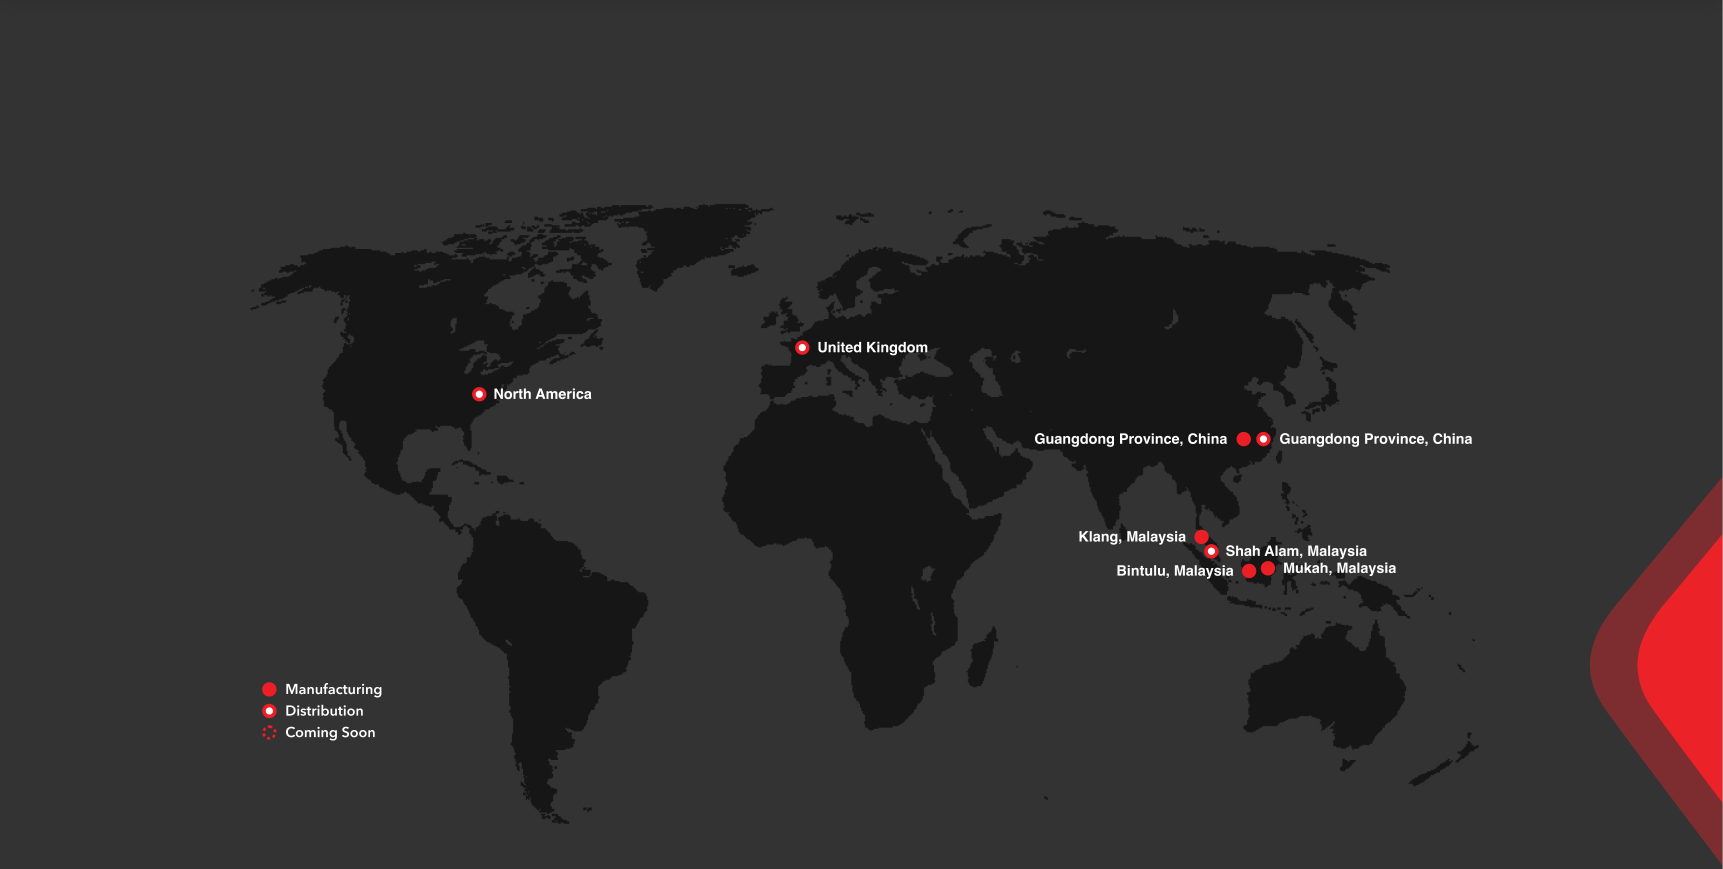 United Kingdom
North America
Guangdong Province, China
Guangdong Province, China
Klang, Malaysia
Shah Alam, Malaysia
Bintulu, Malaysia
Mukah, Malaysia
Manufacturing
Distribution
Coming Soon